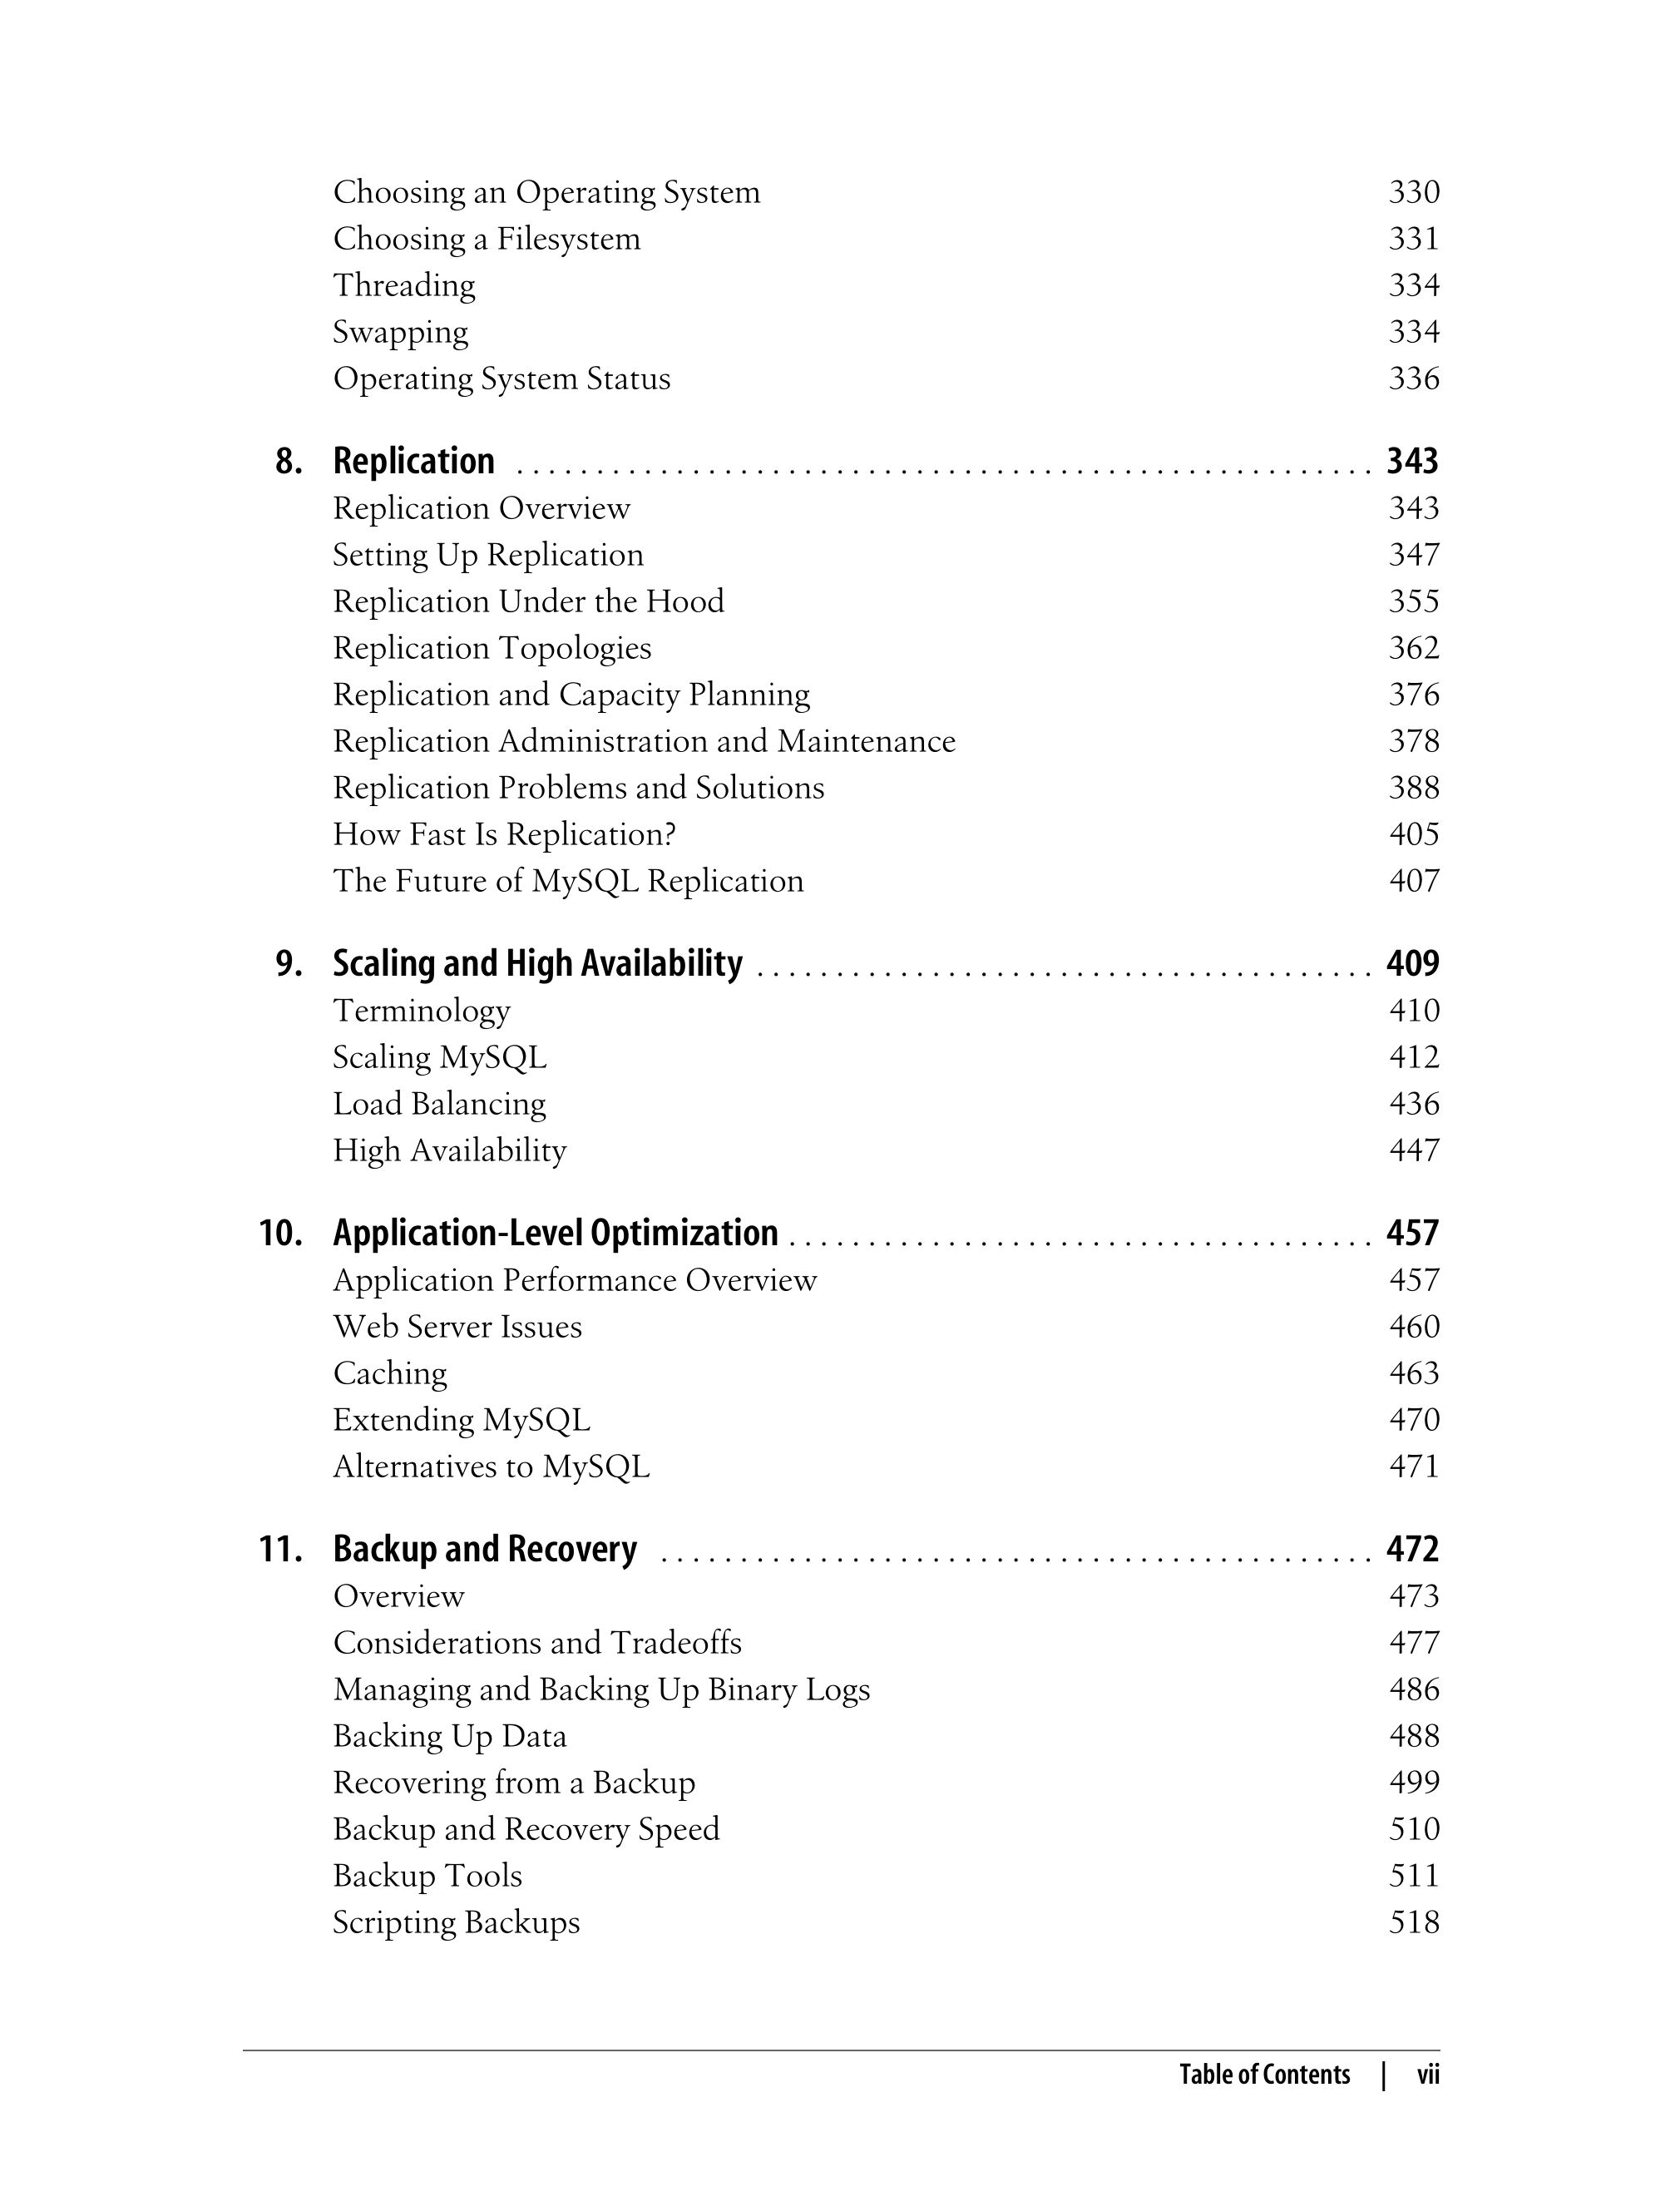 Choosing an Operating System 330
Choosing a Filesystem 331
Threading 334
Swapping 334
Operating System Status 336
8. Replication . . . . . . . . . . . . . . . . . . . . . . . . . . . . . . . . . . . . . . . . . . . . . . . . . . . . . . 343
Replication Overview 343
Setting Up Replication 347
Replication Under the Hood 355
Replication Topologies 362
Replication and Capacity Planning 376
Replication Administration and Maintenance 378
Replication Problems and Solutions 388
How Fast Is Replication? 405
The Future of MySQL Replication 407
9. Scaling and High Availability . . . . . . . . . . . . . . . . . . . . . . . . . . . . . . . . . . . . . . . 409
Terminology 410
Scaling MySQL 412
Load Balancing 436
High Availability 447
10. Application-Level Optimization . . . . . . . . . . . . . . . . . . . . . . . . . . . . . . . . . . . . . 457
Application Performance Overview 457
Web Server Issues 460
Caching 463
Extending MySQL 470
Alternatives to MySQL 471
11. Backup and Recovery . . . . . . . . . . . . . . . . . . . . . . . . . . . . . . . . . . . . . . . . . . . . . 472
Overview 473
Considerations and Tradeoffs 477
Managing and Backing Up Binary Logs 486
Backing Up Data 488
Recovering from a Backup 499
Backup and Recovery Speed 510
Backup Tools 511
Scripting Backups 518
Table of Contents | vii